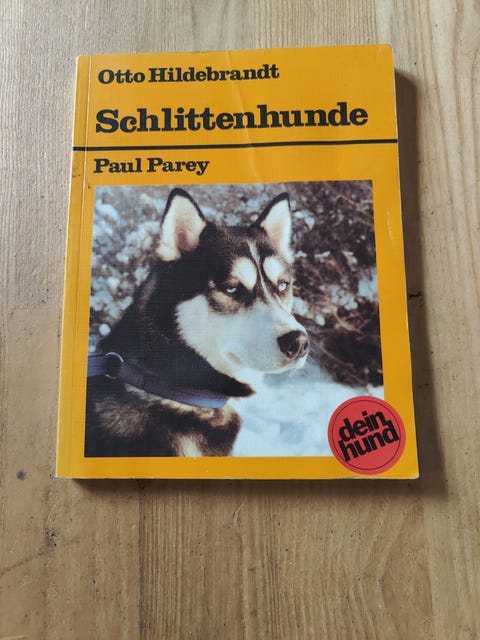 Otto Hildebrandt
Schlittenhunde
Paul Parey
dein
hund